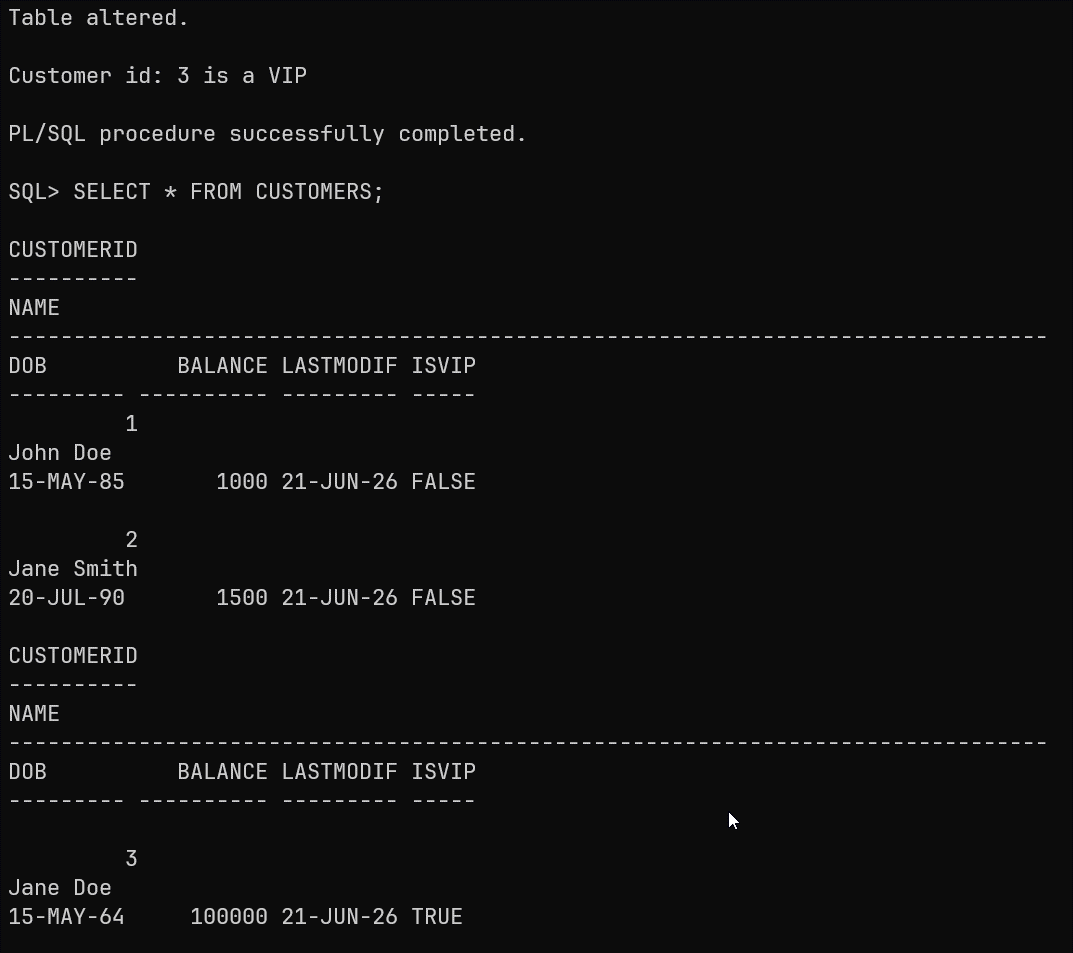 Table altered.
Customer id: 3 is a VIP
PL/SQL procedure successfully completed.
SQL> SELECT * FROM CUSTOMERS;
CUSTOMERID
----------
NAME
--------------------------------------------------------------------------------
DOB          BALANCE LASTMODIF ISVIP
--------- ---------- --------- -----
         1
John Doe
15-MAY-85       1000 21-JUN-26 FALSE
         2
Jane Smith
20-JUL-90       1500 21-JUN-26 FALSE
CUSTOMERID
----------
NAME
--------------------------------------------------------------------------------
DOB          BALANCE LASTMODIF ISVIP
--------- ---------- --------- -----
         3
Jane Doe
15-MAY-64     100000 21-JUN-26 TRUE